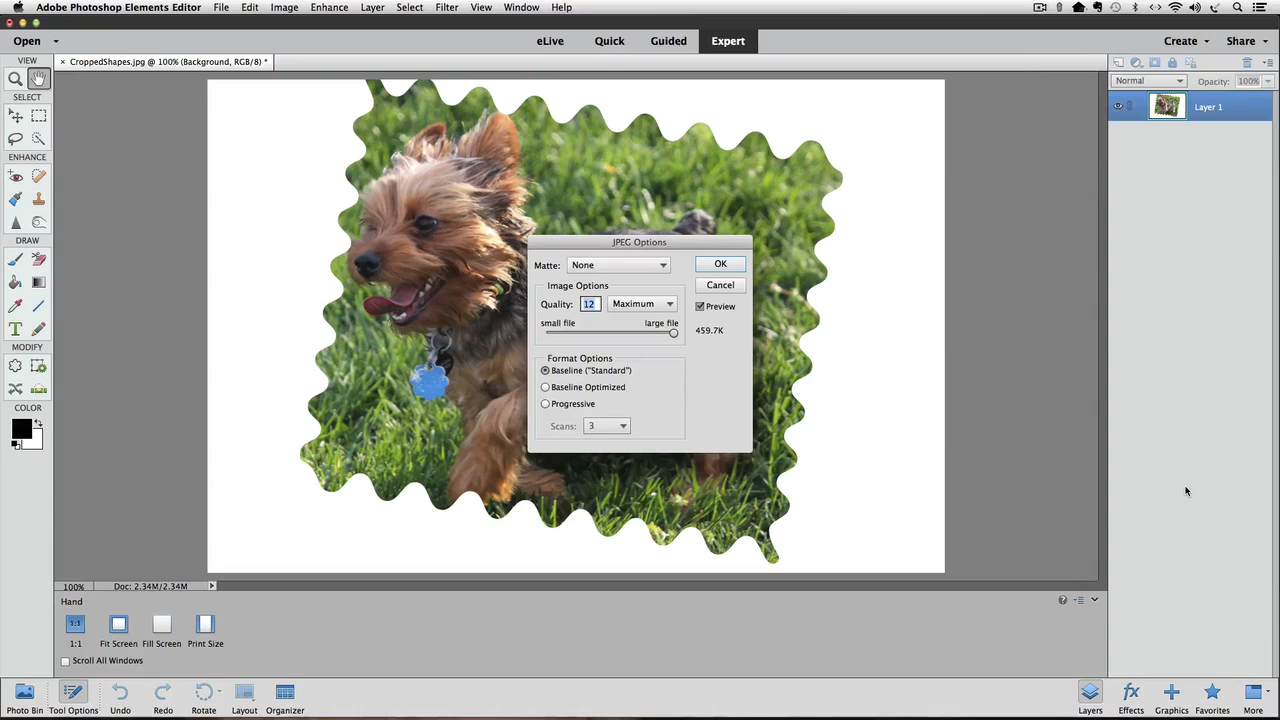 Adobe Photoshop Elements Editor File Edit Image Enhance Layer Select Filter View Window Help
Open eLive Quick Guided Expert Create Share
VIEW × CroppedShapes.jpg @ 100% (Background, RGB/8) *
Normal Opacity: 100%
SELECT
Layer 1
ENHANCE
DRAW
MODIFY
COLOR
JPEG Options
Matte: None OK
Image Options Cancel
Quality: 12 Maximum Preview
small file large file 459.7K
Format Options
Baseline ("Standard")
Baseline Optimized
Progressive
Scans: 3
100% Doc: 2.34M/2.34M
Hand
1:1
1:1 Fit Screen Fill Screen Print Size
Scroll All Windows
Photo Bin Tool Options Undo Redo Rotate Layout Organizer Layers Effects Graphics Favorites More